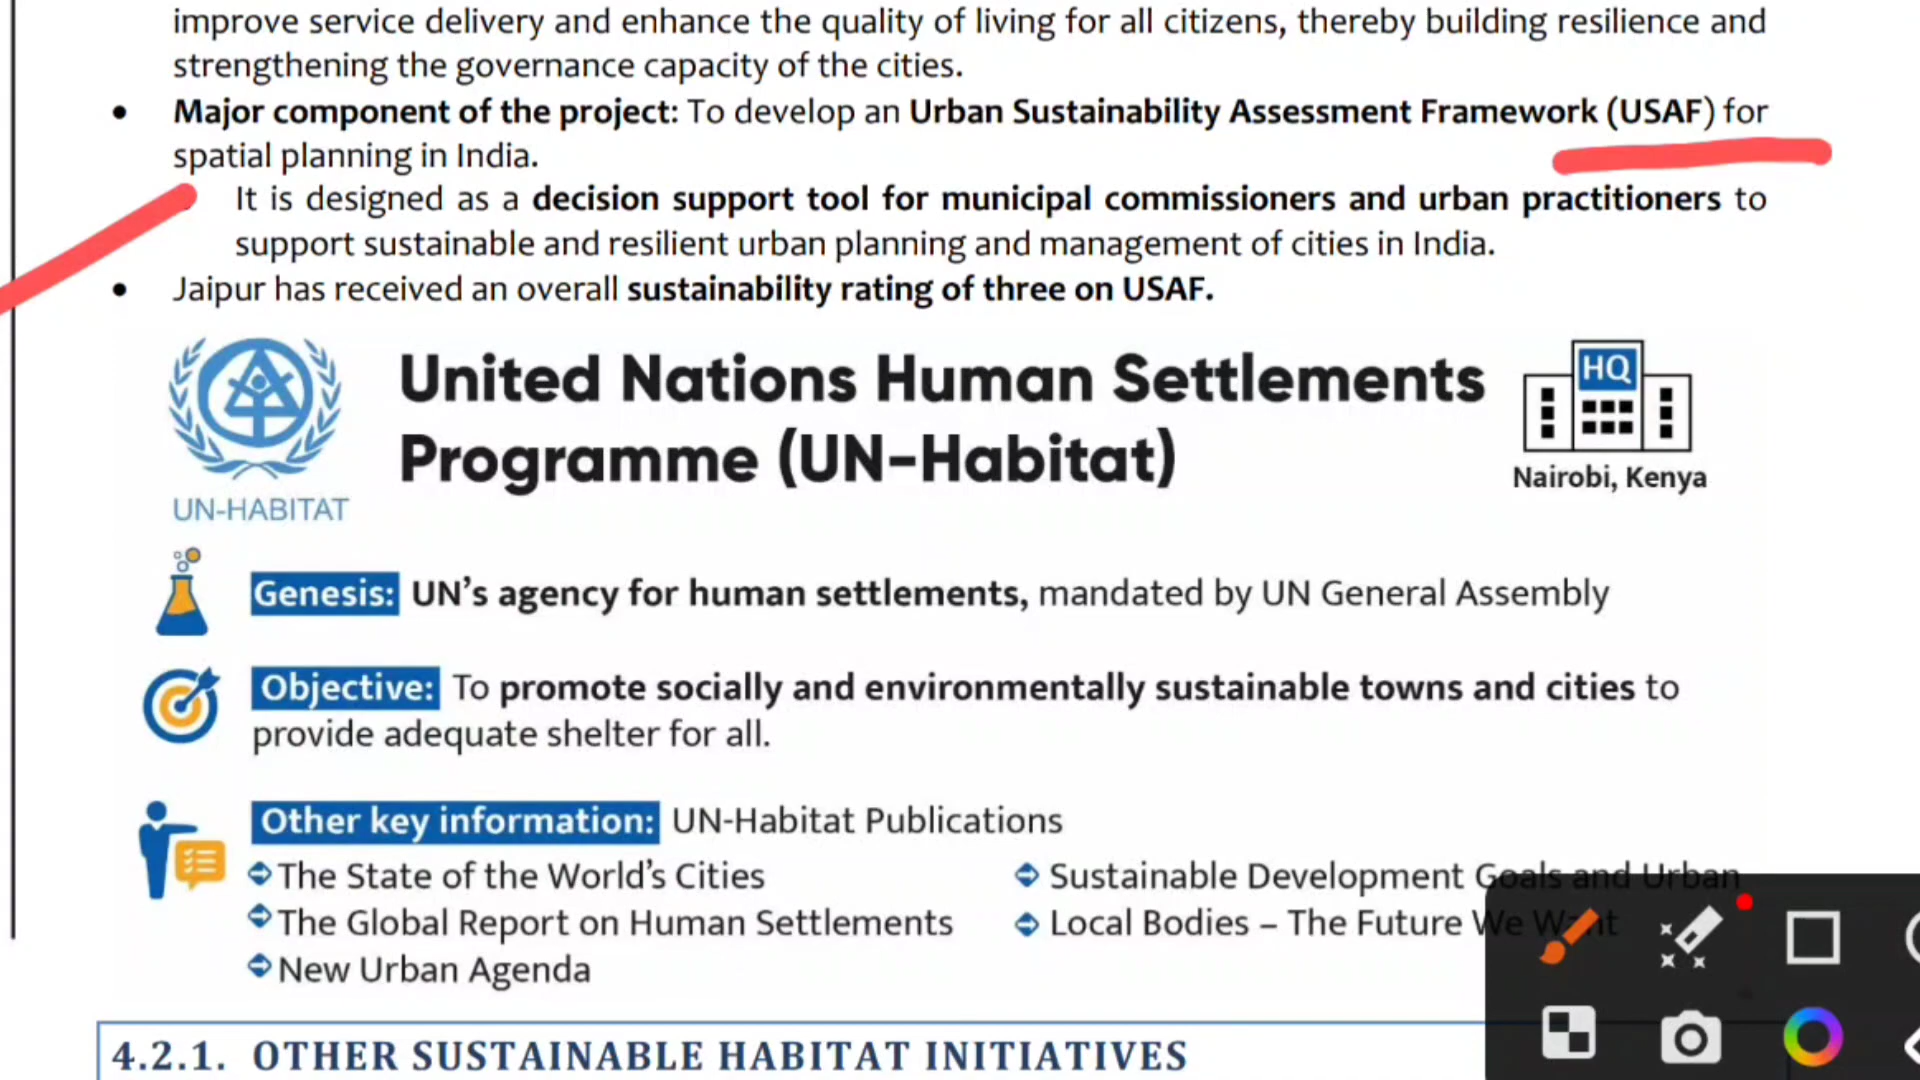 improve service delivery and enhance the quality of living for all citizens, thereby building resilience and
strengthening the governance capacity of the cities.
• Major component of the project: To develop an Urban Sustainability Assessment Framework (USAF) for
spatial planning in India.
It is designed as a decision support tool for municipal commissioners and urban practitioners to
support sustainable and resilient urban planning and management of cities in India.
• Jaipur has received an overall sustainability rating of three on USAF.
UN-HABITAT
United Nations Human Settlements
Programme (UN-Habitat)
HQ
Nairobi, Kenya
Genesis: UN's agency for human settlements, mandated by UN General Assembly
Objective: To promote socially and environmentally sustainable towns and cities to
provide adequate shelter for all.
Other key information: UN-Habitat Publications
The State of the World's Cities
The Global Report on Human Settlements
New Urban Agenda
Sustainable Development Goals and Urban
Local Bodies – The Future We Want
4.2.1. OTHER SUSTAINABLE HABITAT INITIATIVES